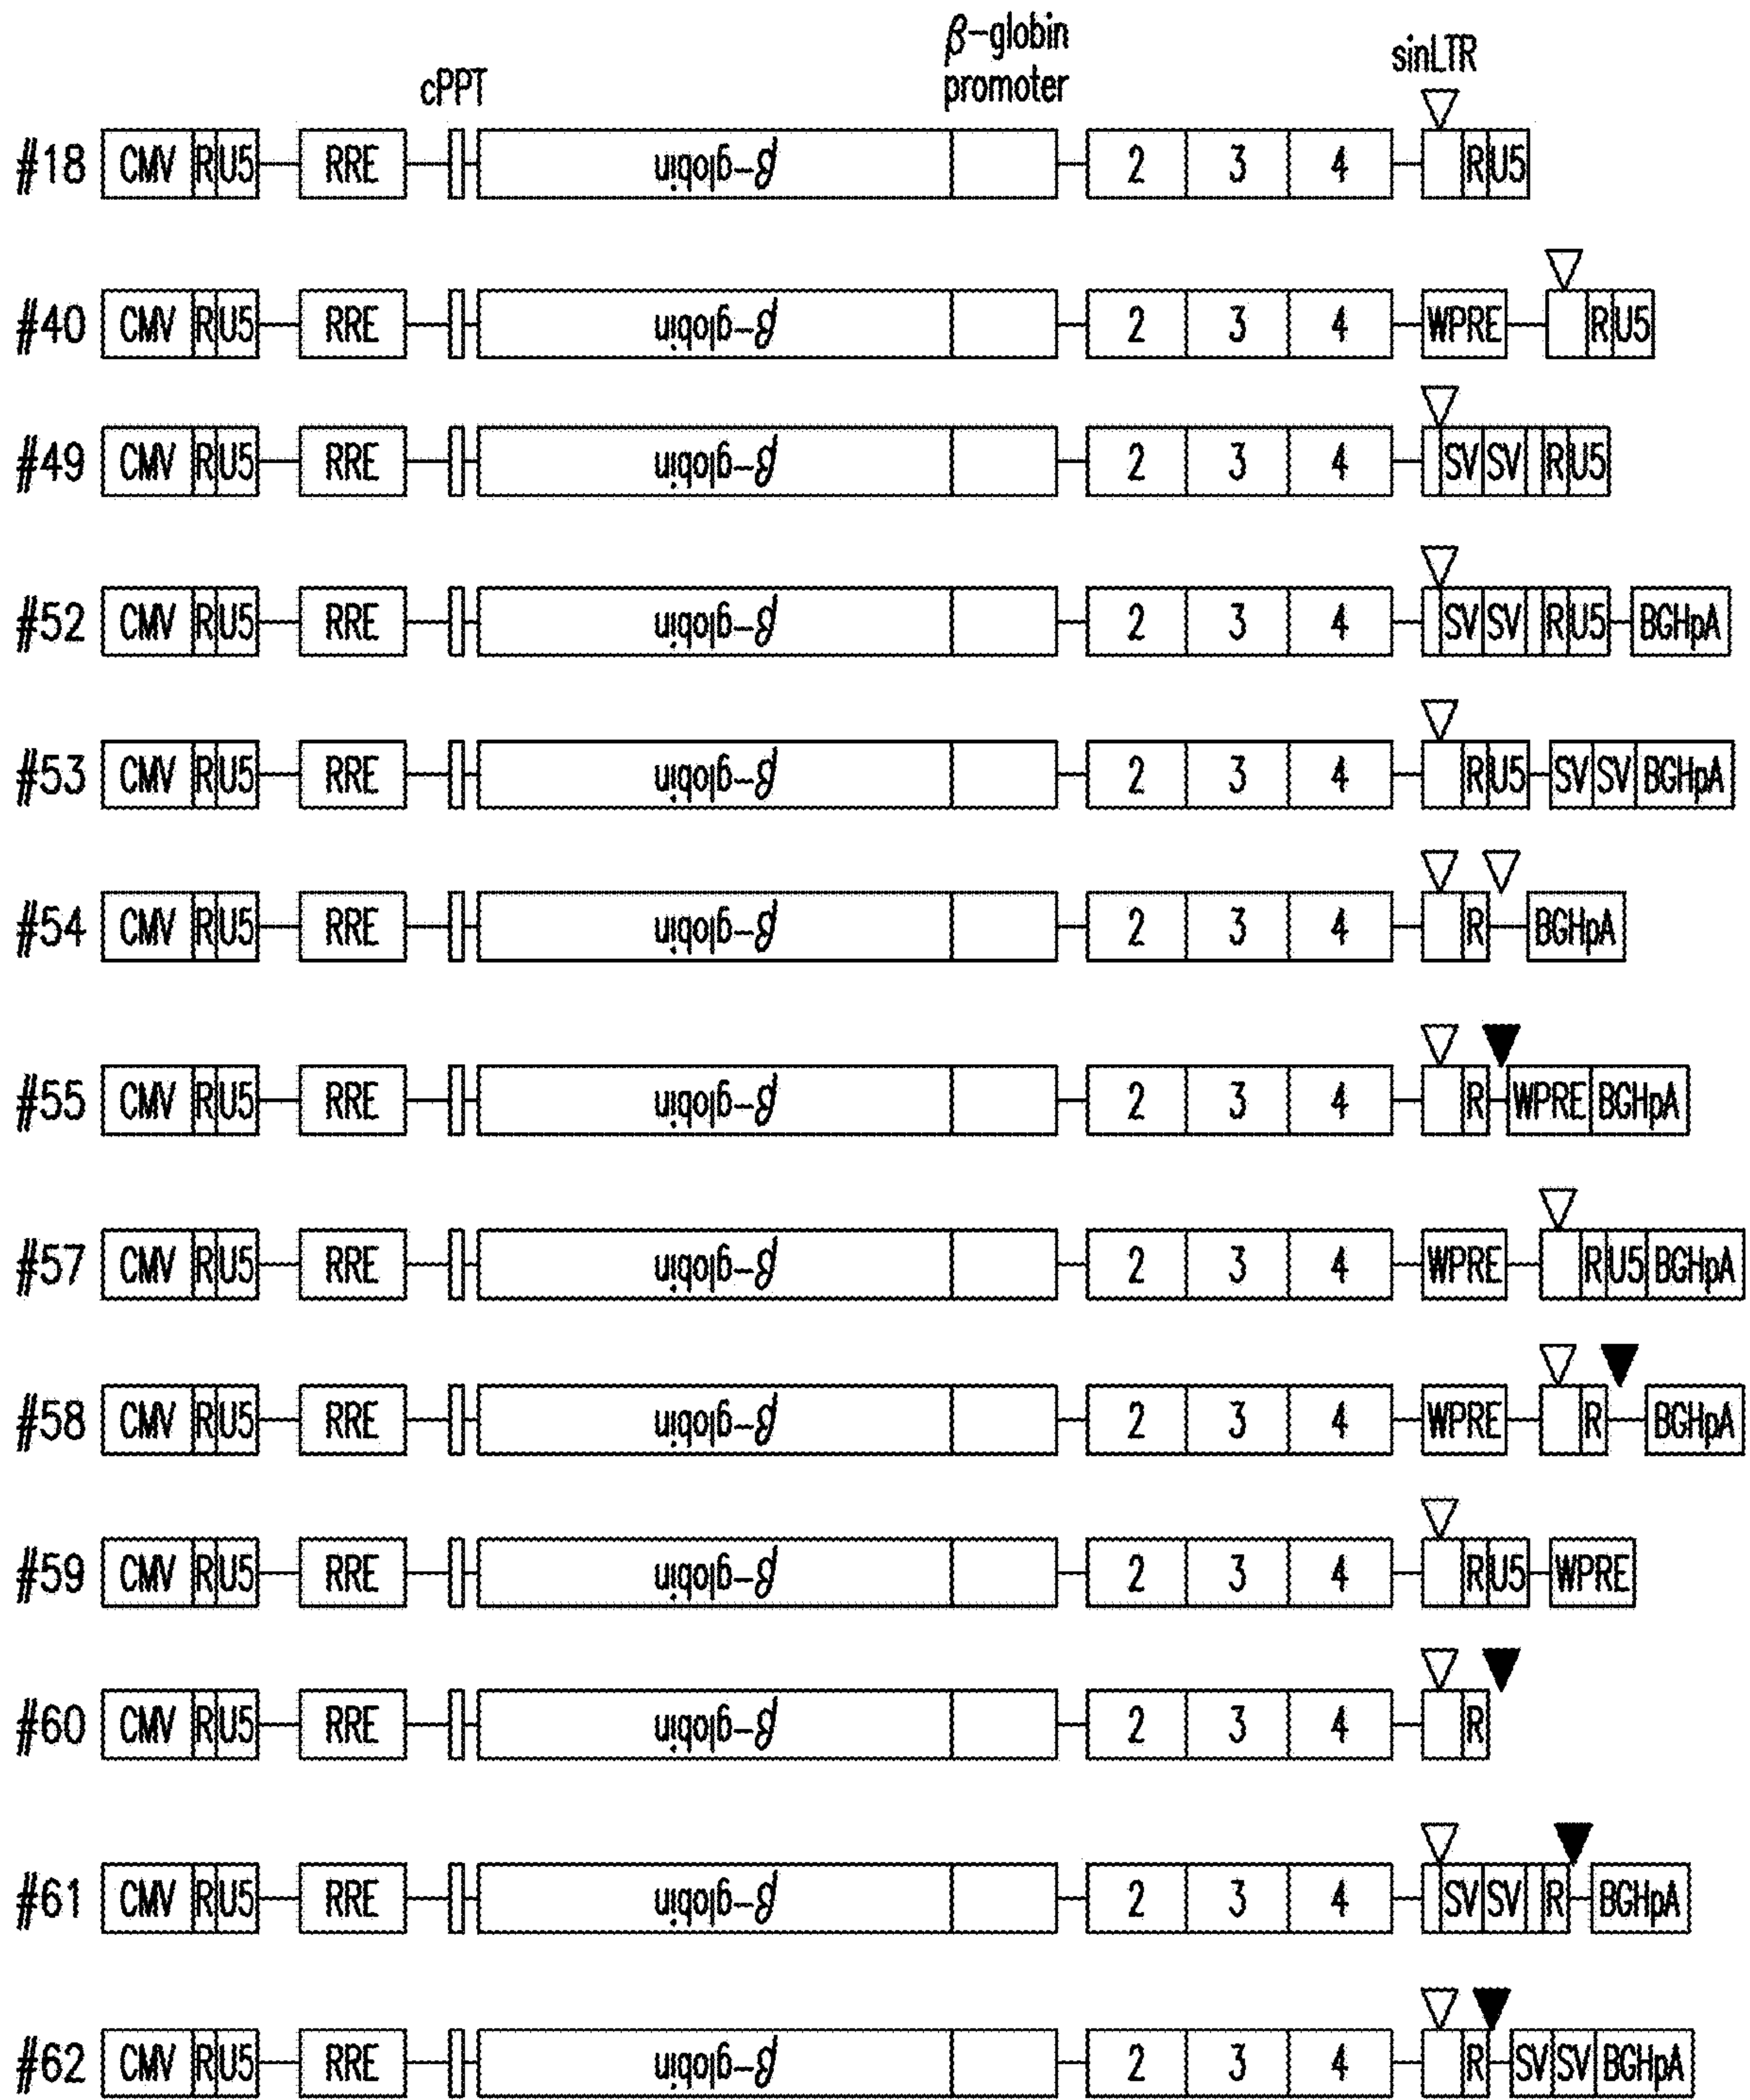 β-globin
promoter
cPPT
sinLTR
#18 CMV R U5 RRE β-globin 2 3 4 R U5
#40 CMV R U5 RRE β-globin 2 3 4 WPRE R U5
#49 CMV R U5 RRE β-globin 2 3 4 SV SV R U5
#52 CMV R U5 RRE β-globin 2 3 4 SV SV R U5 BGHpA
#53 CMV R U5 RRE β-globin 2 3 4 R U5 SV SV BGHpA
#54 CMV R U5 RRE β-globin 2 3 4 R BGHpA
#55 CMV R U5 RRE β-globin 2 3 4 R WPRE BGHpA
#57 CMV R U5 RRE β-globin 2 3 4 WPRE R U5 BGHpA
#58 CMV R U5 RRE β-globin 2 3 4 WPRE R BGHpA
#59 CMV R U5 RRE β-globin 2 3 4 R U5 WPRE
#60 CMV R U5 RRE β-globin 2 3 4 R
#61 CMV R U5 RRE β-globin 2 3 4 SV SV R BGHpA
#62 CMV R U5 RRE β-globin 2 3 4 R SV SV BGHpA